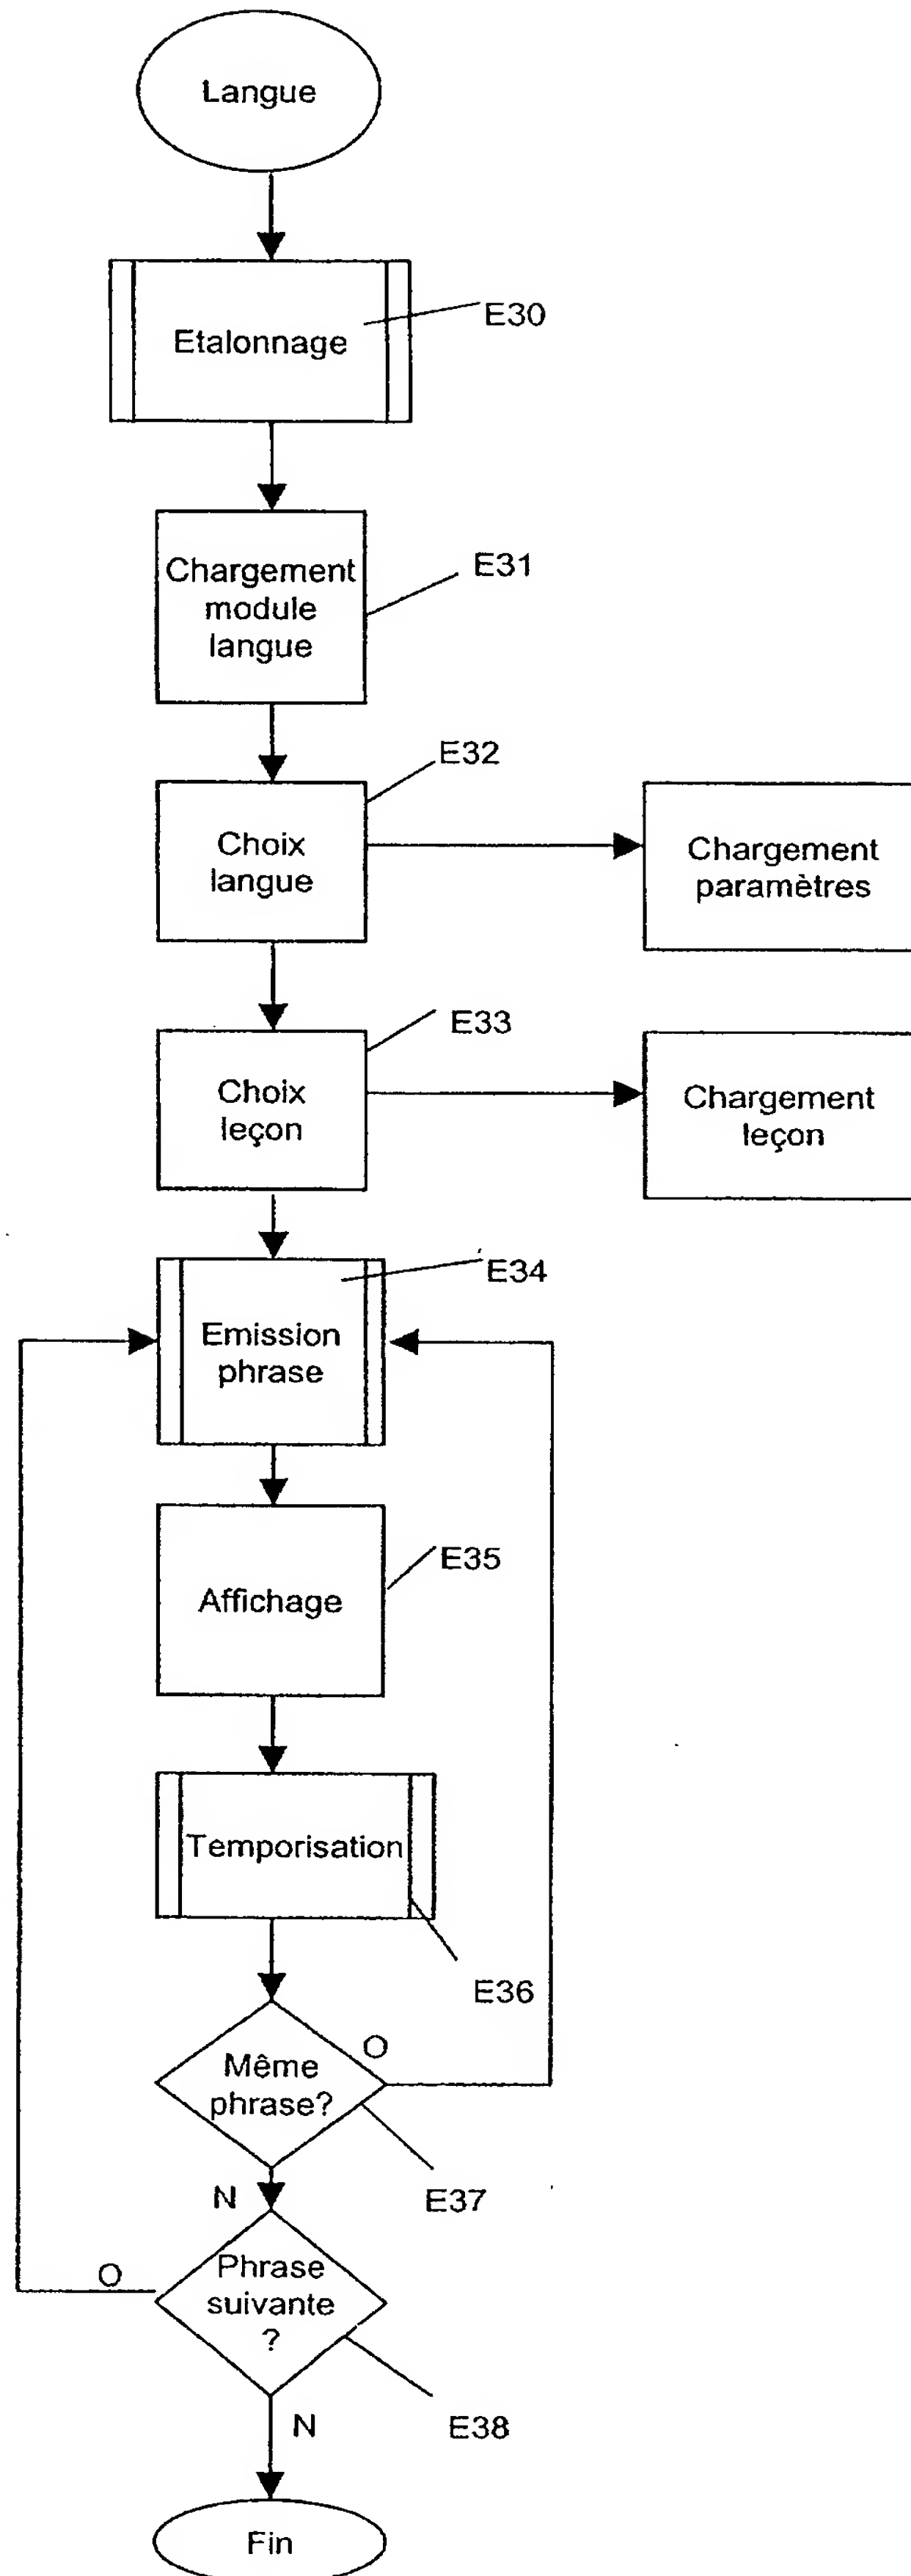 Langue
Etalonnage
E30
Chargement
module
langue
E31
E32
Choix
langue
Chargement
paramètres
E33
Choix
leçon
Chargement
leçon
E34
Emission
phrase
E35
Affichage
Temporisation
E36
O
Même
phrase?
N
E37
O
Phrase
suivante
?
N
E38
Fin